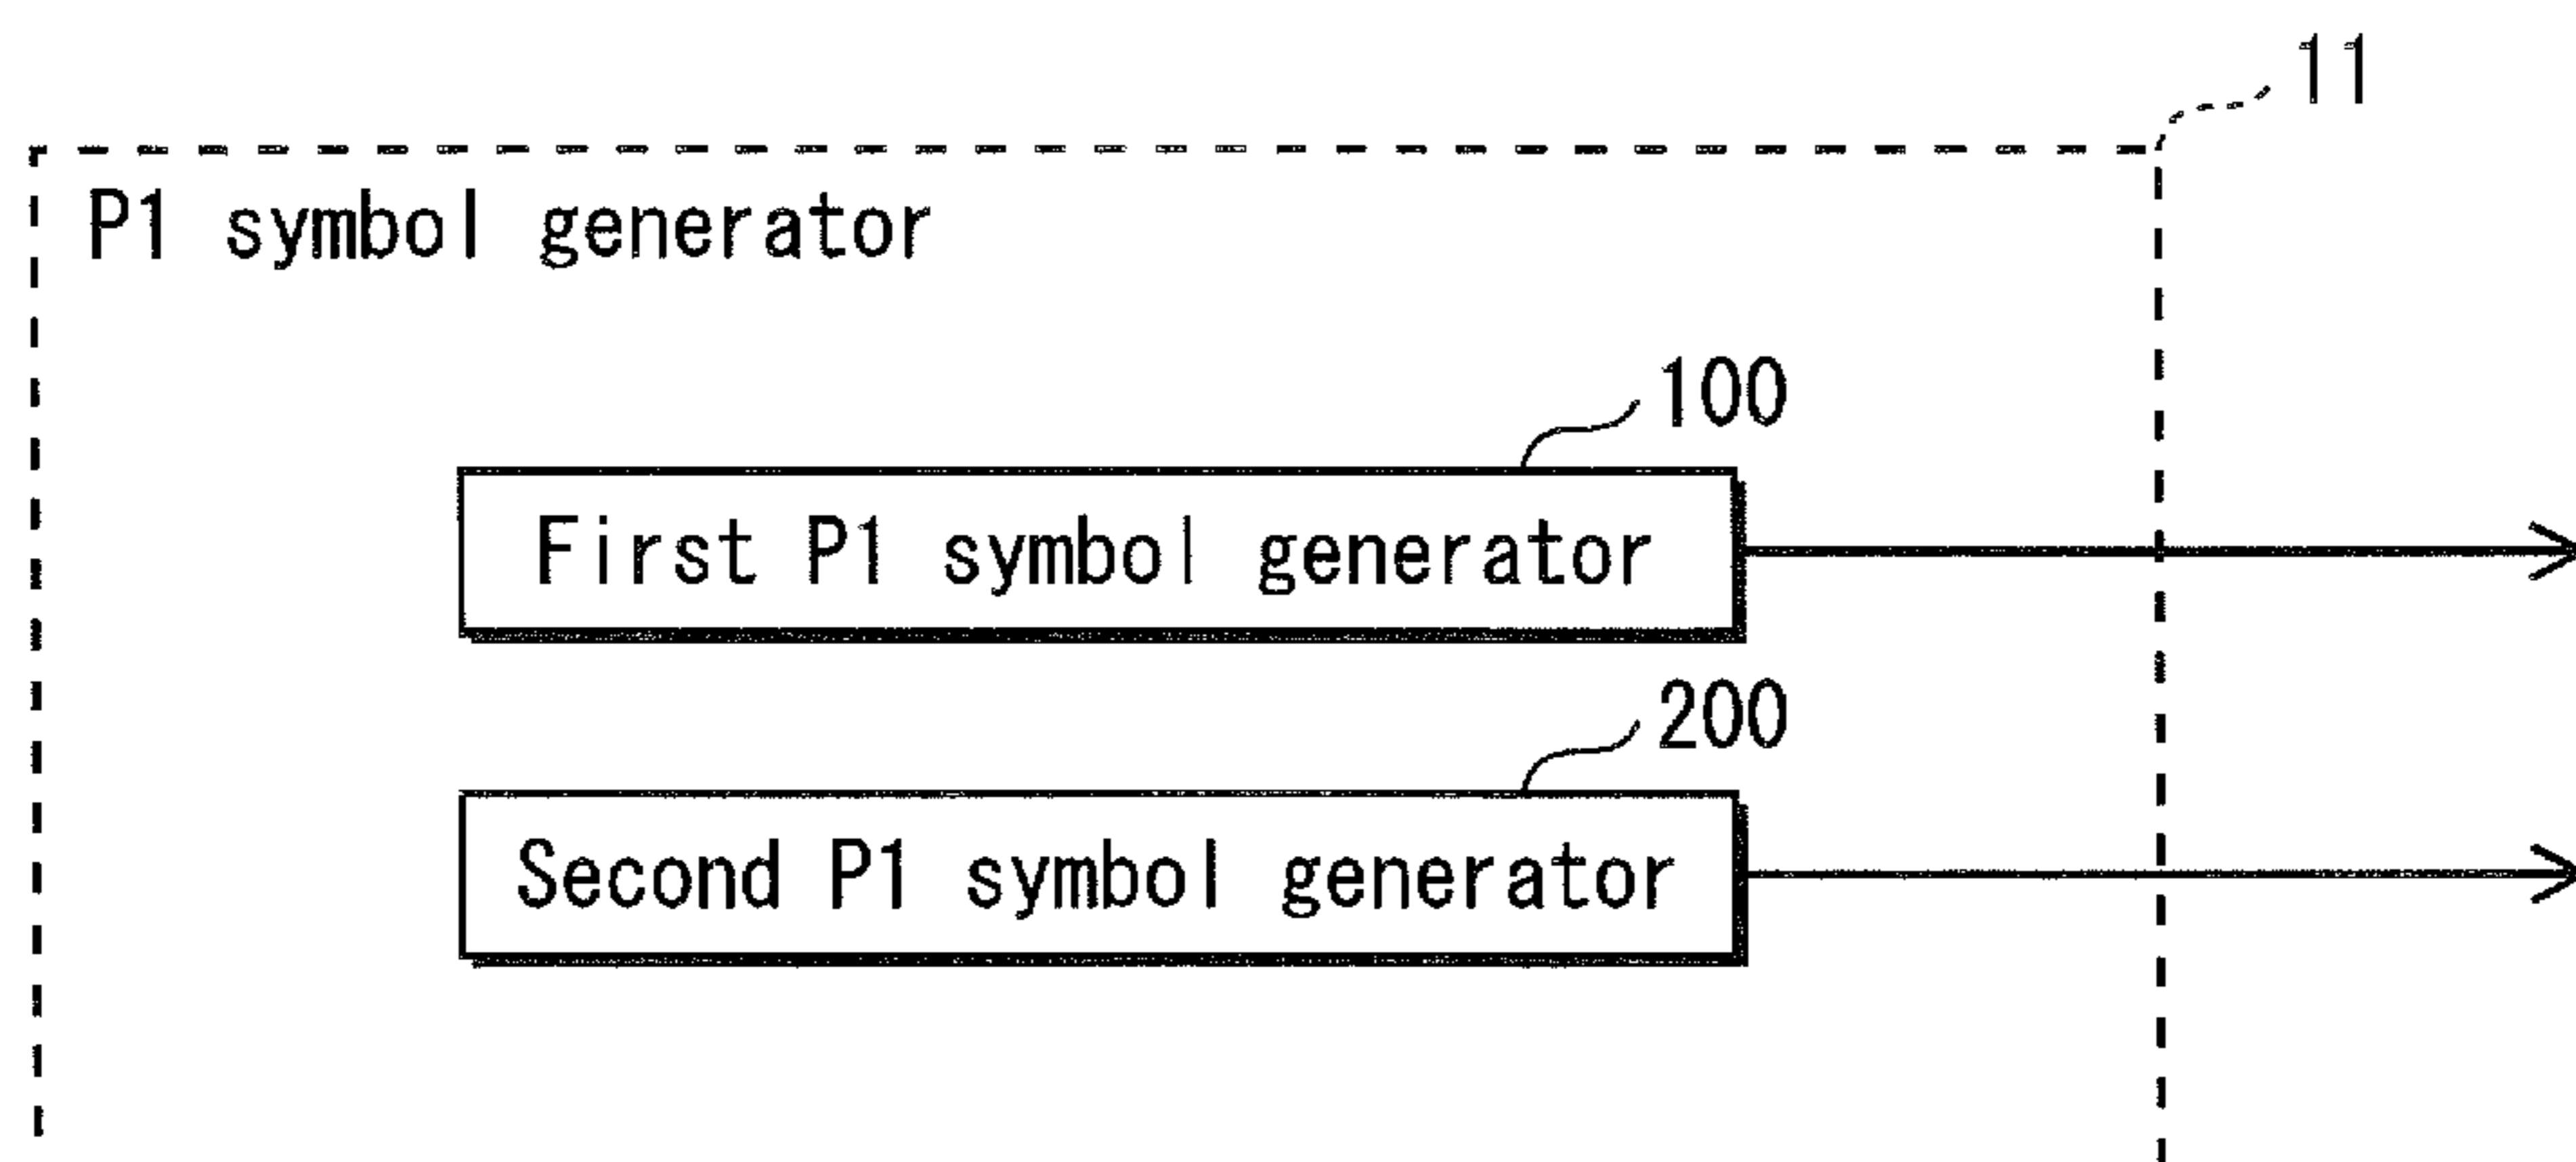 11
P1 symbol generator
100
First P1 symbol generator
200
Second P1 symbol generator